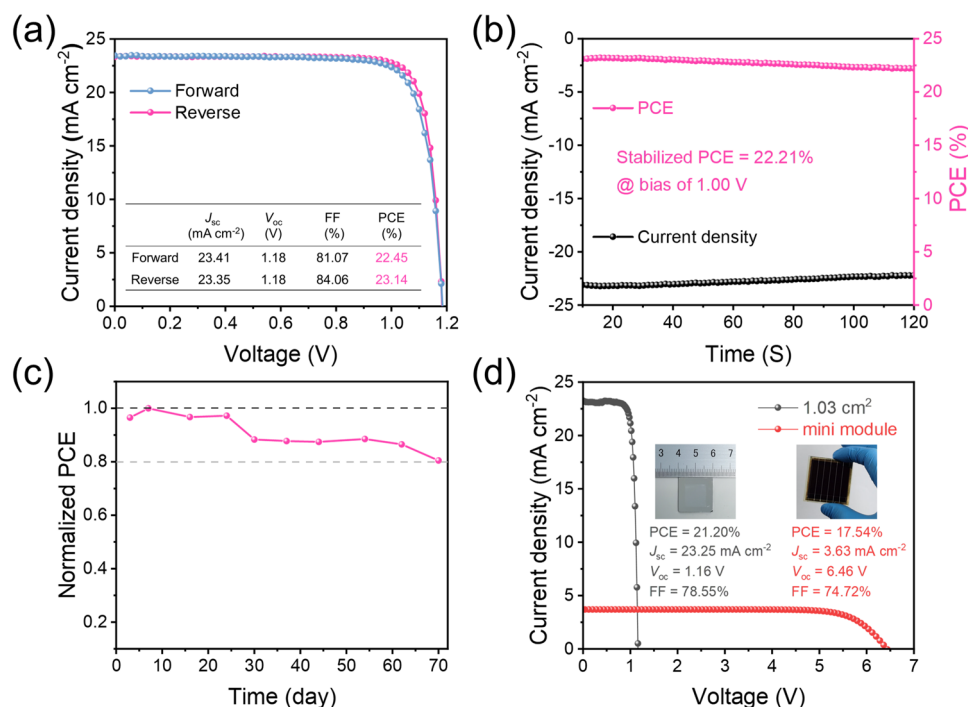 (a)
25
20
15
10
5
0
Current density (mA cm⁻²)
Forward
Reverse
Jsc Voc FF PCE
(mA cm⁻²) (V) (%) (%)
Forward 23.41 1.18 81.07 22.45
Reverse 23.35 1.18 84.06 23.14
0.0 0.2 0.4 0.6 0.8 1.0 1.2
Voltage (V)
(b)
0
-5
-10
-15
-20
-25
Current density (mA cm⁻²)
PCE
Stabilized PCE = 22.21%
@ bias of 1.00 V
Current density
25
20
15
10
5
0
PCE (%)
20 40 60 80 100 120
Time (S)
(c)
1.0
0.8
0.6
0.4
0.2
Normalized PCE
0 10 20 30 40 50 60 70
Time (day)
(d)
25
20
15
10
5
0
Current density (mA cm⁻²)
1.03 cm²
mini module
3 4 5 6 7
PCE = 21.20%
Jsc = 23.25 mA cm⁻²
Voc = 1.16 V
FF = 78.55%
PCE = 17.54%
Jsc = 3.63 mA cm⁻²
Voc = 6.46 V
FF = 74.72%
0 1 2 3 4 5 6 7
Voltage (V)